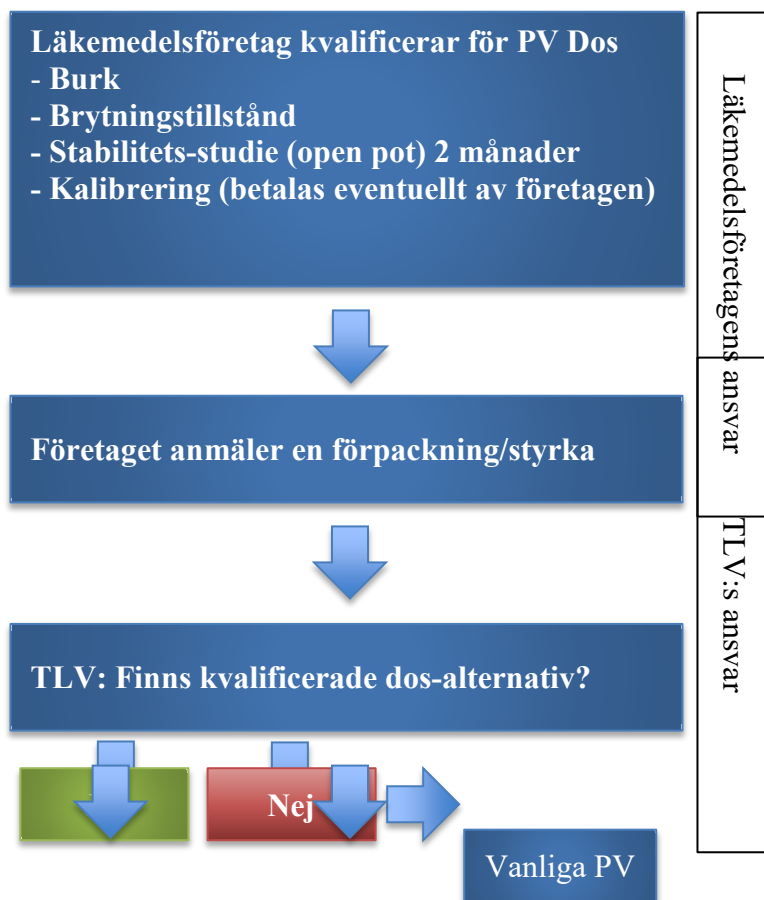 Läkemedelsföretag kvalificerar för PV Dos
- Burk
- Brytningstillstånd
- Stabilitets-studie (open pot) 2 månader
- Kalibrering (betalas eventuellt av företagen)
Läkemedelsföretagens ansvar
Företaget anmäler en förpackning/styrka
TLV:s ansvar
TLV: Finns kvalificerade dos-alternativ?
Nej
Vanliga PV